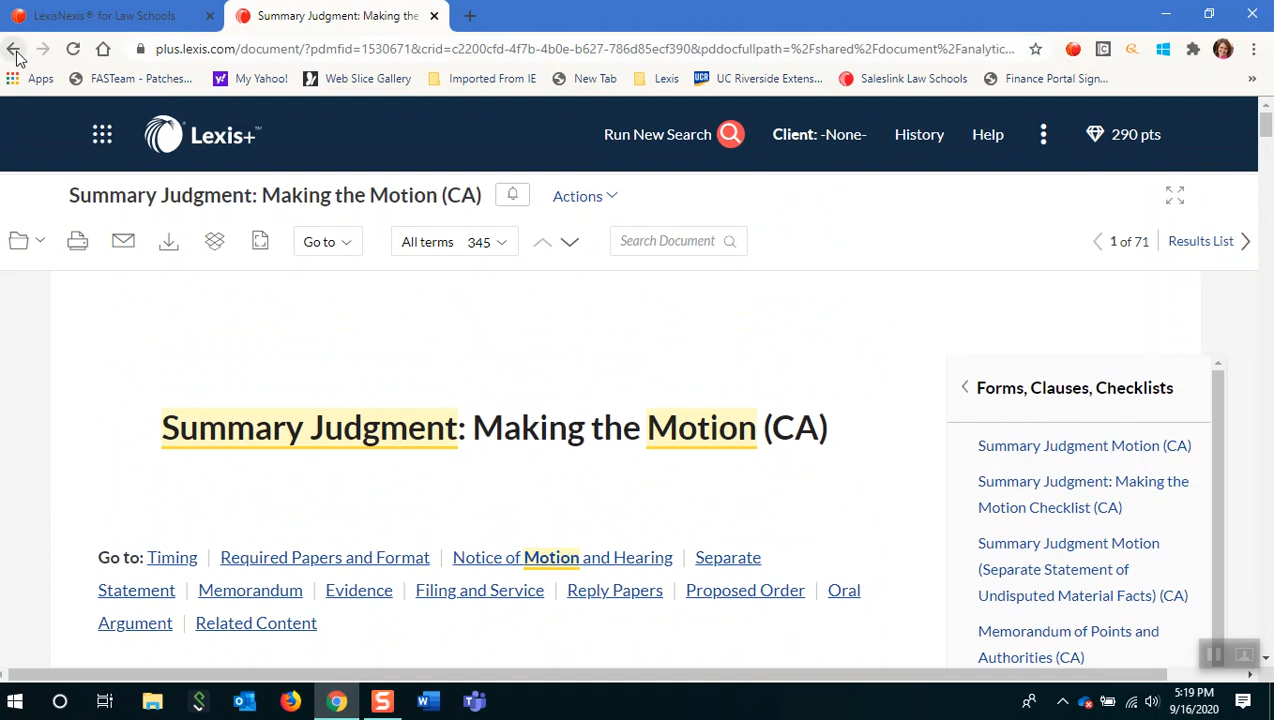 LexisNexis® for Law Schools
Summary Judgment: Making the
plus.lexis.com/document/?pdmfid=1530671&crid=c2200cfd-4f7b-4b0e-b627-786d85ecf390&pddocfullpath=%2Fshared%2Fdocument%2Fanalytic...
Apps FASTeam - Patches... My Yahoo! Web Slice Gallery Imported From IE New Tab Lexis UCR UC Riverside Exten... Saleslink Law Schools Finance Portal Sign... »
Lexis+™ Run New Search Client: -None- History Help 290 pts
Summary Judgment: Making the Motion (CA) Actions
Go to All terms 345 Search Document 1 of 71 Results List
Forms, Clauses, Checklists
Summary Judgment: Making the Motion (CA)
Summary Judgment Motion (CA)
Summary Judgment: Making the
Motion Checklist (CA)
Summary Judgment Motion
(Separate Statement of
Undisputed Material Facts) (CA)
Memorandum of Points and
Authorities (CA)
Go to: Timing | Required Papers and Format | Notice of Motion and Hearing | Separate
Statement | Memorandum | Evidence | Filing and Service | Reply Papers | Proposed Order | Oral
Argument | Related Content
5:19 PM
9/16/2020